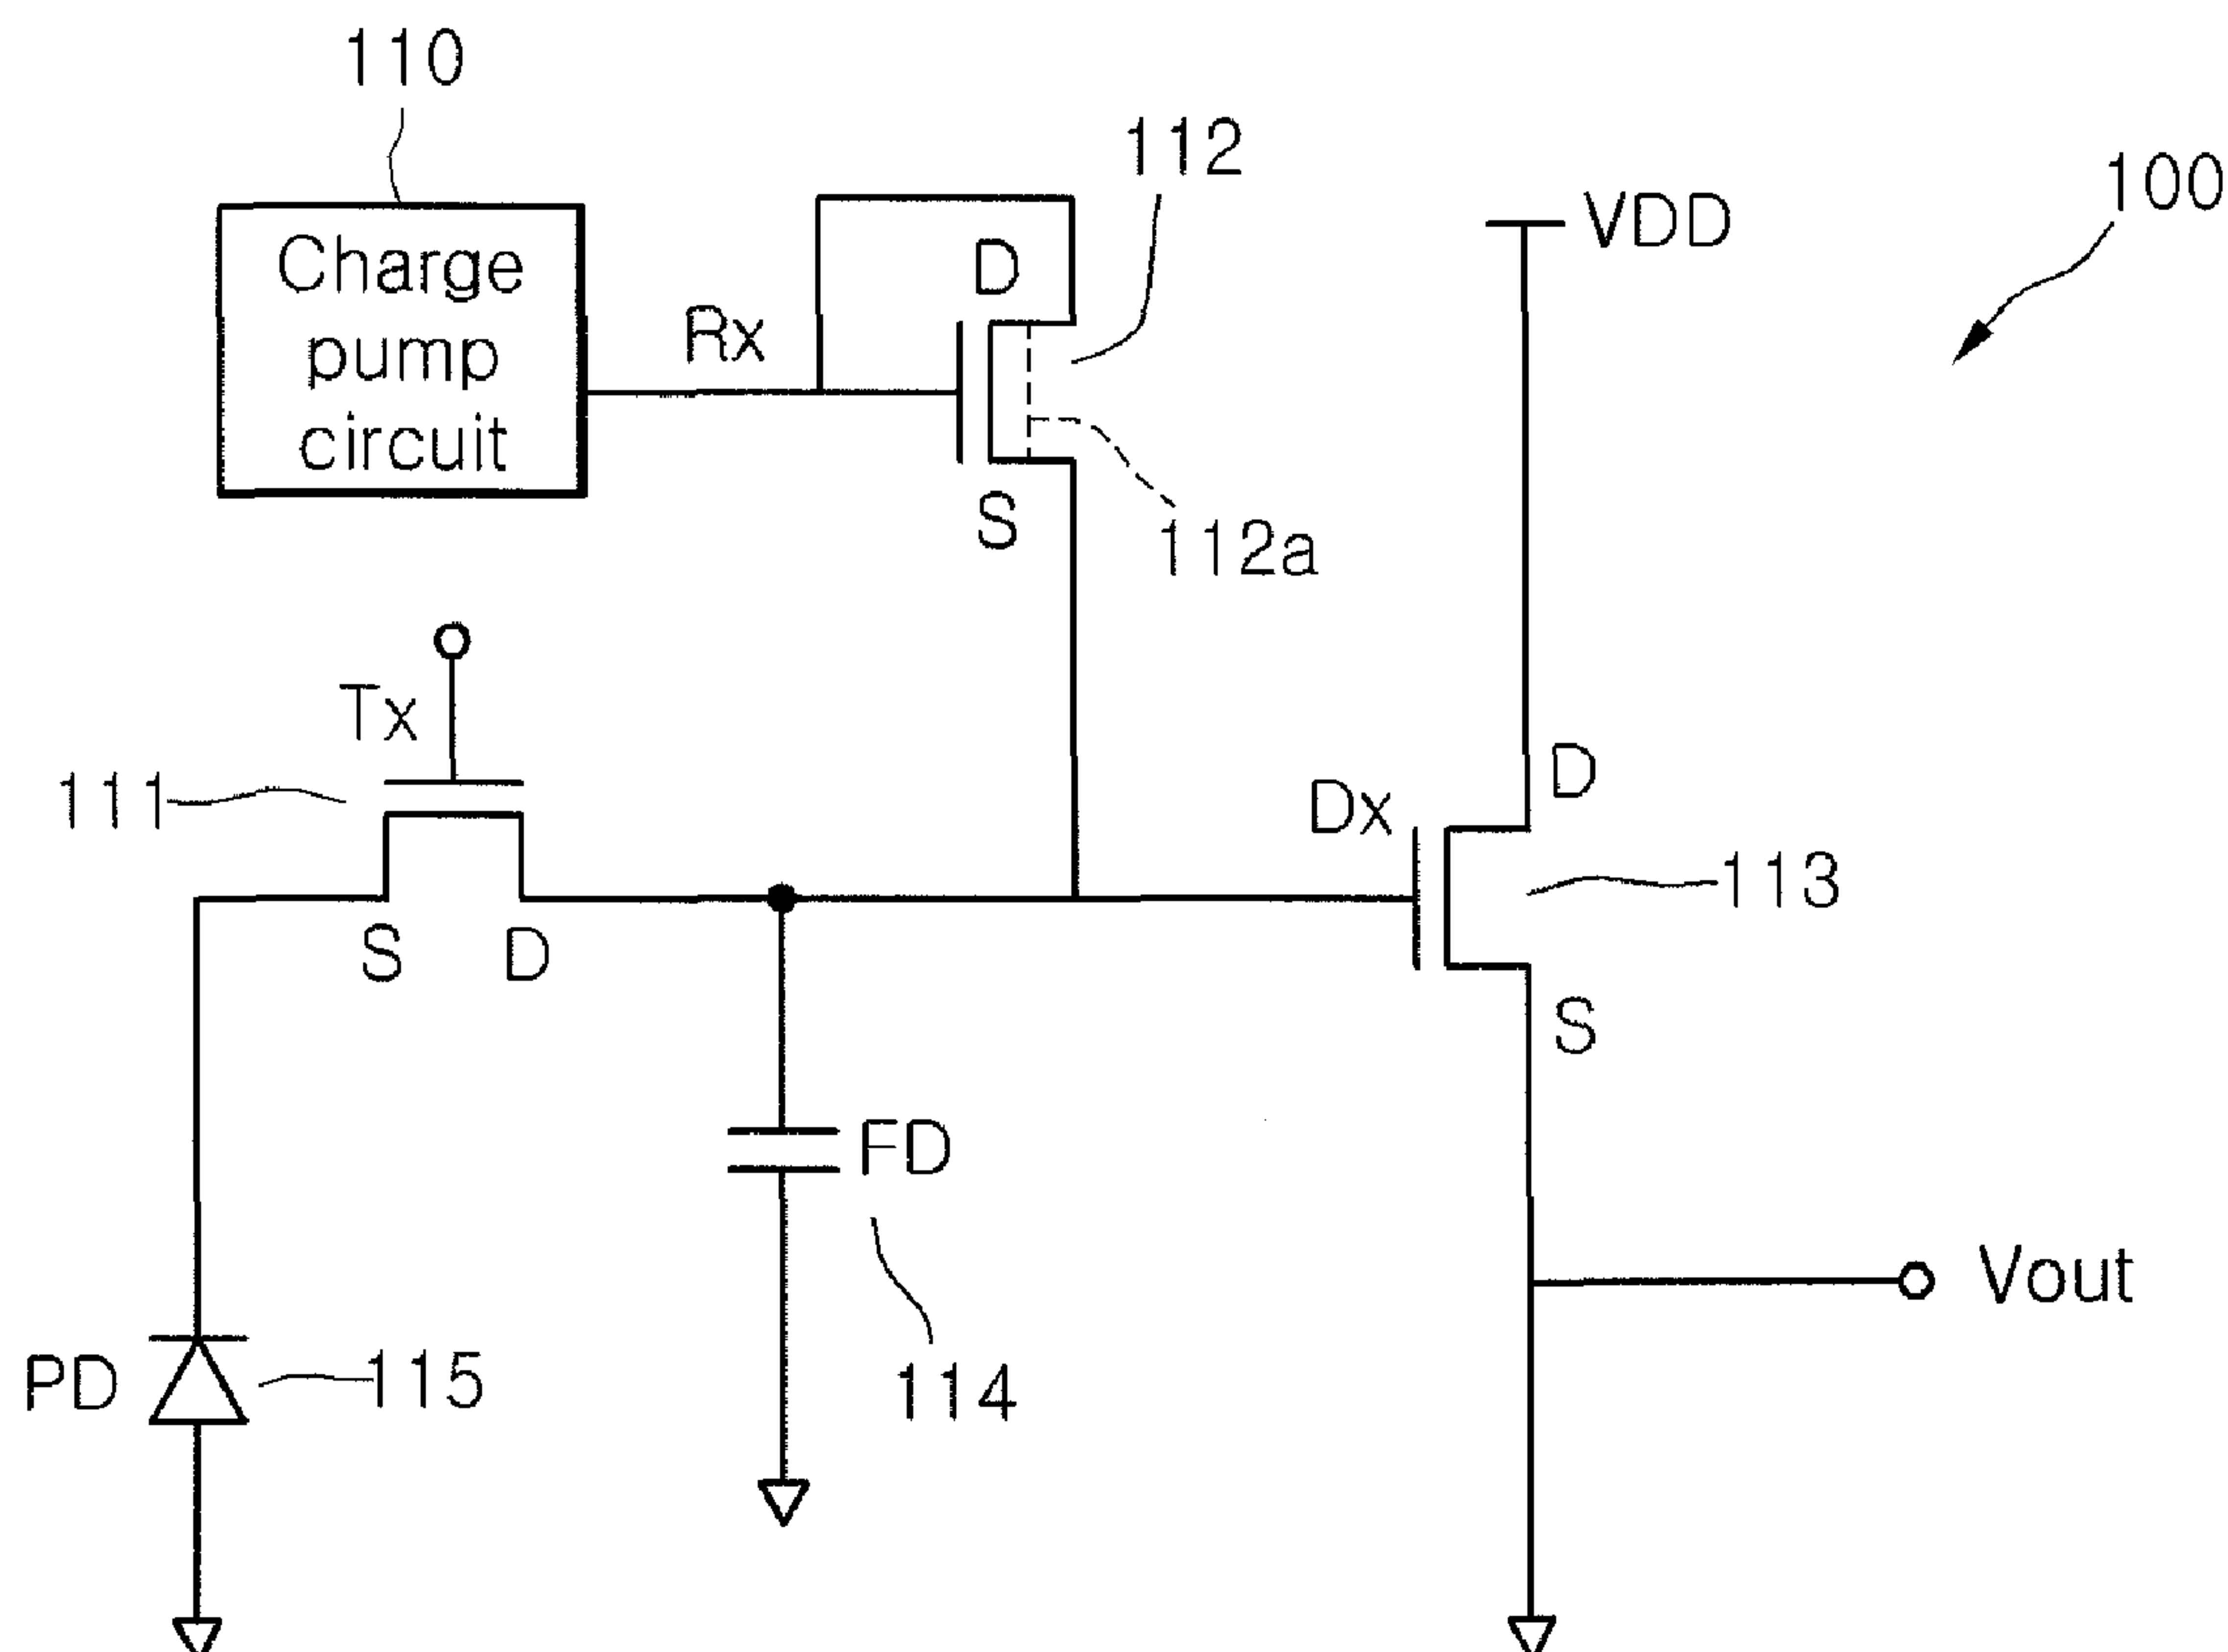 110
112
100
VDD
Charge
pump
circuit
D
Rx
S
112a
Tx
111
D
Dx
113
S
D
S
FD
Vout
PD
115
114